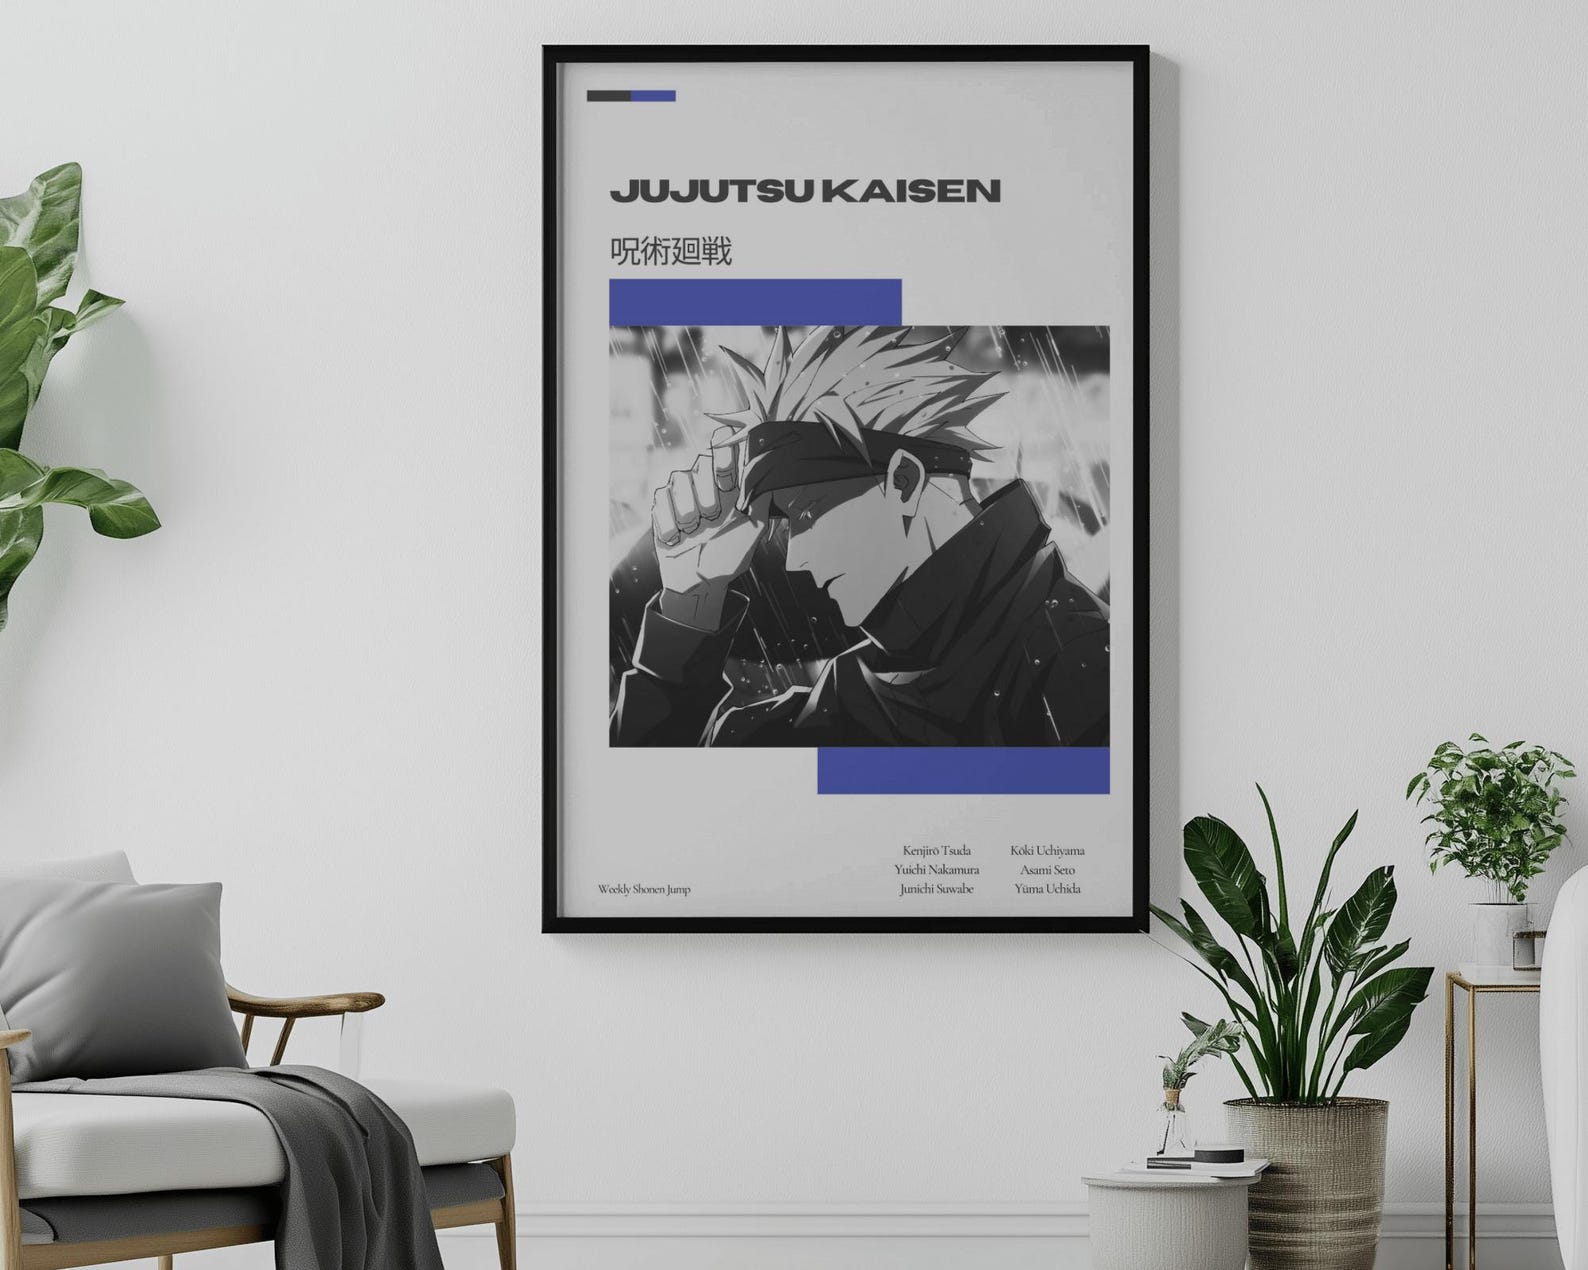 JUJUTSU KAISEN
呪術廻戦
Kenjirō Tsuda
Yuichi Nakamura
Junichi Suwabe
Kōki Uchiyama
Asami Seto
Yūma Uchida
Weekly Shonen Jump